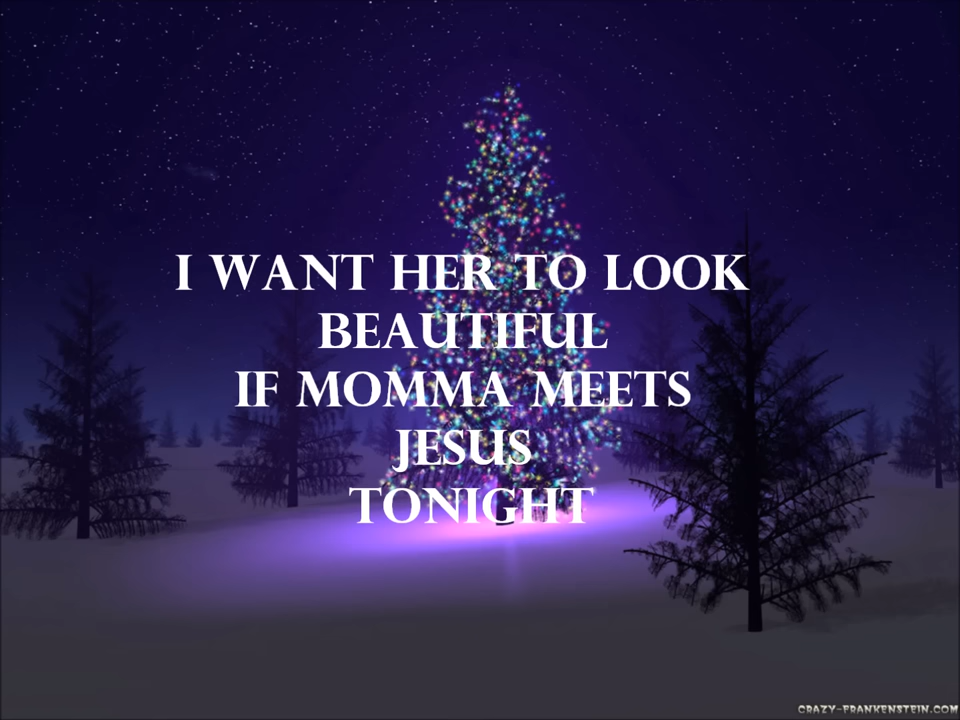 I WANT HER TO LOOK
BEAUTIFUL
IF MOMMA MEETS
JESUS
TONIGHT
CRAZY-FRANKENSTEIN.COM